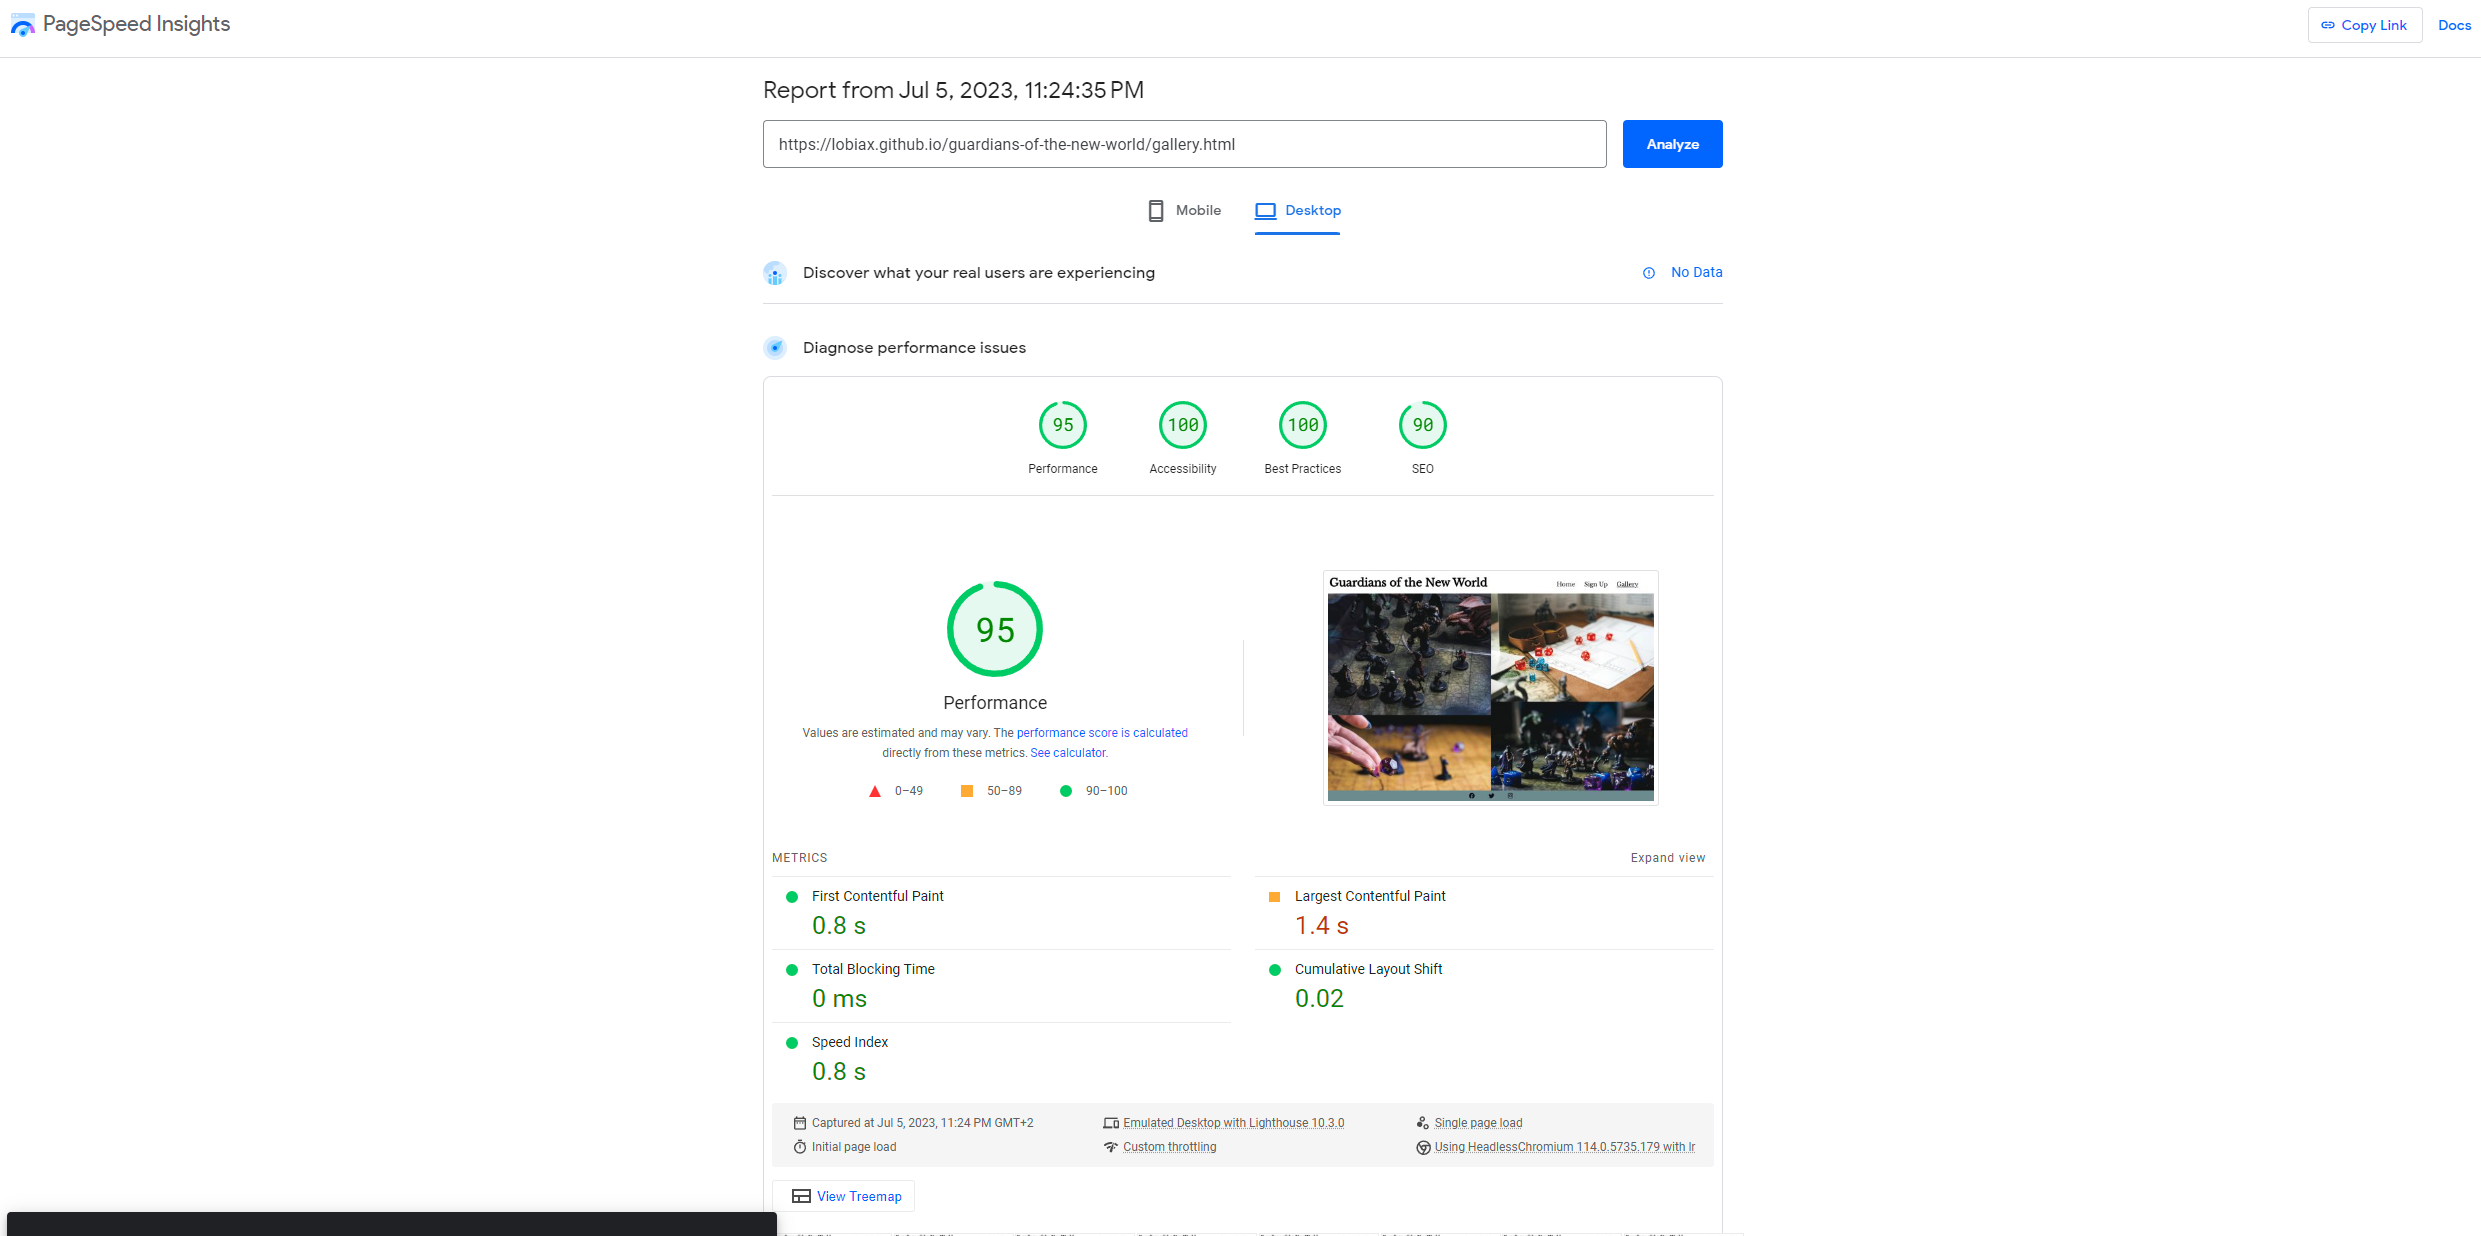 PageSpeed Insights
Copy Link
Docs
Report from Jul 5, 2023, 11:24:35 PM
https://lobiax.github.io/guardians-of-the-new-world/gallery.html
Analyze
Mobile
Desktop
Discover what your real users are experiencing
No Data
Diagnose performance issues
95
100
100
90
Performance
Accessibility
Best Practices
SEO
95
Performance
Values are estimated and may vary. The performance score is calculated
directly from these metrics. See calculator.
0–49
50–89
90–100
Guardians of the New World
Home
Sign Up
Gallery
METRICS
Expand view
First Contentful Paint
0.8 s
Largest Contentful Paint
1.4 s
Total Blocking Time
0 ms
Cumulative Layout Shift
0.02
Speed Index
0.8 s
Captured at Jul 5, 2023, 11:24 PM GMT+2
Emulated Desktop with Lighthouse 10.3.0
Single page load
Initial page load
Custom throttling
Using HeadlessChromium 114.0.5735.179 with lr
View Treemap